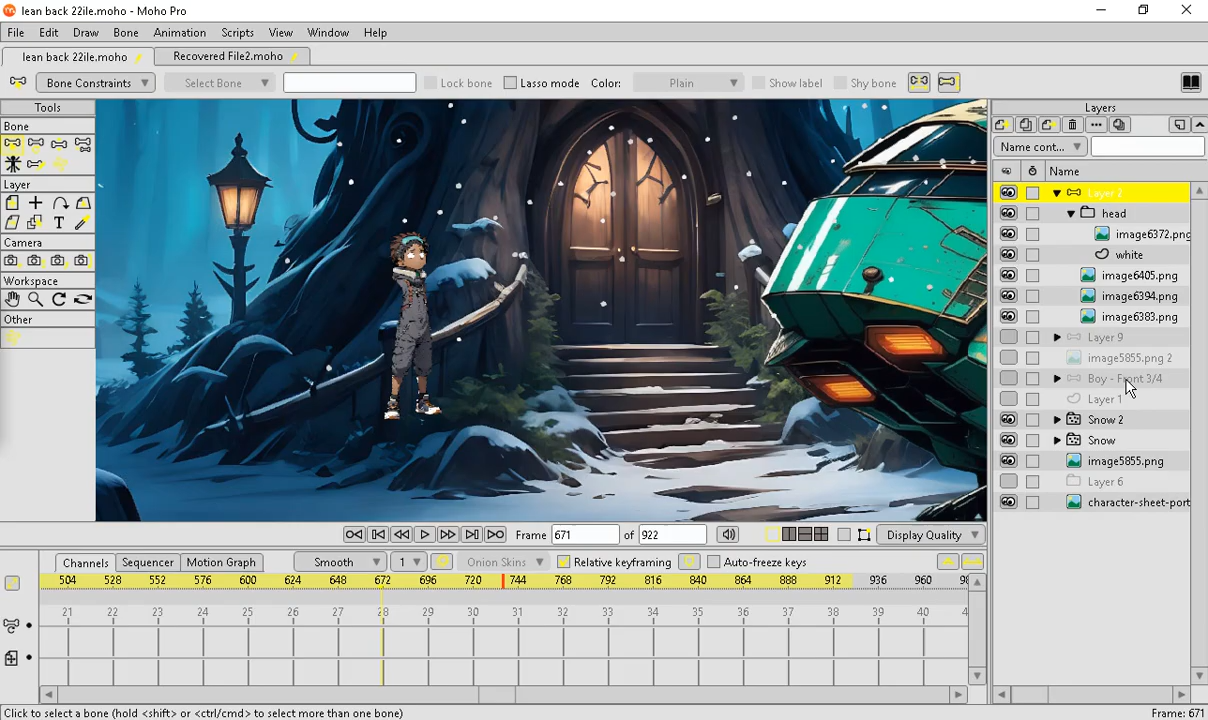 lean back 22ile.moho - Moho Pro
File Edit Draw Bone Animation Scripts View Window Help
lean back 22ile.moho Recovered File2.moho
Bone Constraints Select Bone Lock bone Lasso mode Color: Plain Show label Shy bone
Tools Layers
Bone
Name cont...
Name
Layer 2
Layer
head
image6372.png
Camera
white
image6405.png
Workspace
image6394.png
Other
image6383.png
Layer 9
image5855.png 2
Boy - Front 3/4
Layer 1
Snow 2
Snow
image5855.png
Layer 6
character-sheet-port
Frame 671 of 922 Display Quality
Channels Sequencer Motion Graph Smooth 1 Onion Skins Relative keyframing Auto-freeze keys
504 528 552 576 600 624 648 672 696 720 744 768 792 816 840 864 888 912 936 960 98
21 22 23 24 25 26 27 28 29 30 31 32 33 34 35 36 37 38 39 40 4
Click to select a bone (hold <shift> or <ctrl/cmd> to select more than one bone) Frame: 671